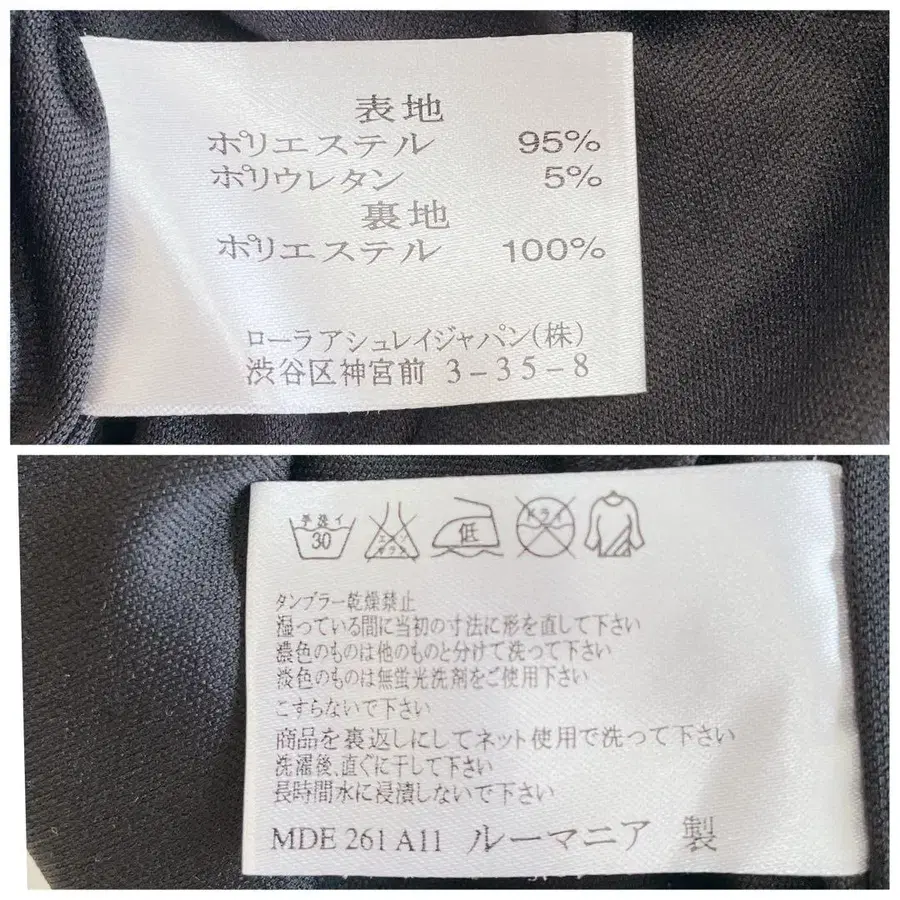 表地
ポリエステル 95%
ポリウレタン 5%
裏地
ポリエステル 100%
ローラアシュレイジャパン(株)
渋谷区神宮前 3-35-8
手洗イ 30 エンソサラシ 低 ドライ
タンブラー乾燥禁止
湿っている間に当初の寸法に形を直して下さい
濃色のものは他のものと分けて洗って下さい
淡色のものは無蛍光洗剤をご使用下さい
こすらないで下さい
商品を裏返しにしてネット使用で洗って下さい
洗濯後、直ぐに干して下さい
長時間水に浸漬しないで下さい
MDE 261 A11 ルーマニア 製